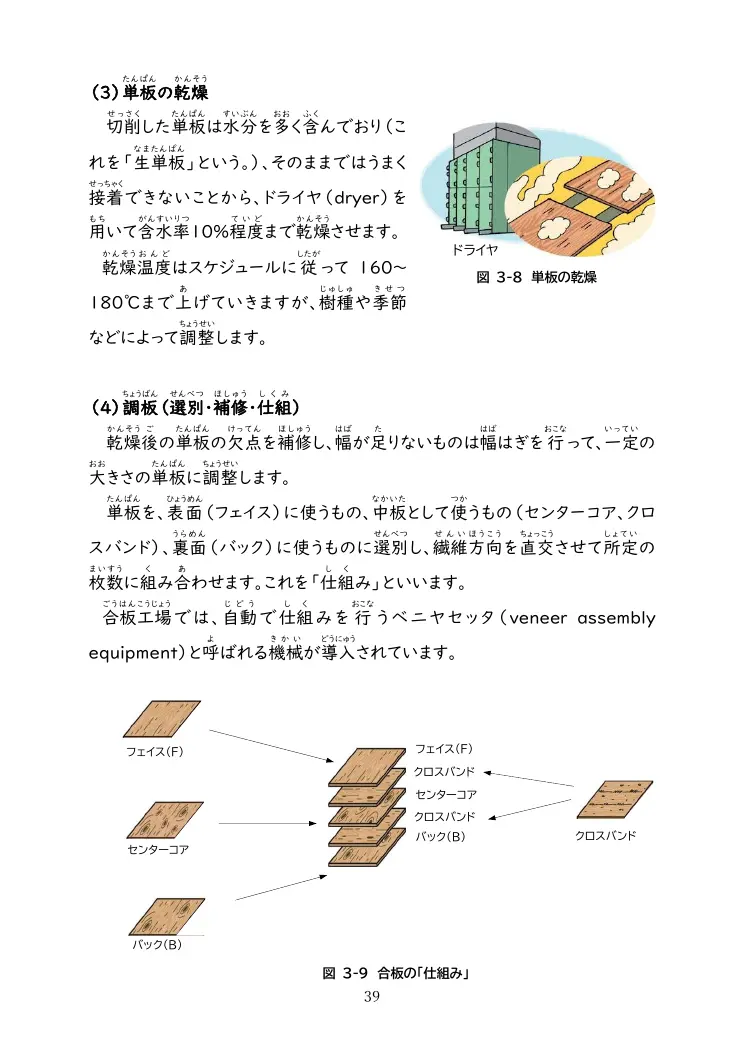 (3)単板の乾燥
切削した単板は水分を多く含んでおり(こ
れを「生単板」という。)、そのままではうまく
接着できないことから、ドライヤ(dryer)を
用いて含水率10%程度まで乾燥させます。
乾燥温度はスケジュールに従って 160~
180℃まで上げていきますが、樹種や季節
などによって調整します。
ドライヤ
図 3-8 単板の乾燥
(4)調板(選別・補修・仕組)
乾燥後の単板の欠点を補修し、幅が足りないものは幅はぎを行って、一定の
大きさの単板に調整します。
単板を、表面(フェイス)に使うもの、中板として使うもの(センターコア、クロ
スバンド)、裏面(バック)に使うものに選別し、繊維方向を直交させて所定の
枚数に組み合わせます。これを「仕組み」といいます。
合板工場では、自動で仕組みを行うベニヤセッタ(veneer assembly
equipment)と呼ばれる機械が導入されています。
フェイス(F)
センターコア
バック(B)
フェイス(F)
クロスバンド
センターコア
クロスバンド
バック(B)
クロスバンド
図 3-9 合板の「仕組み」
39